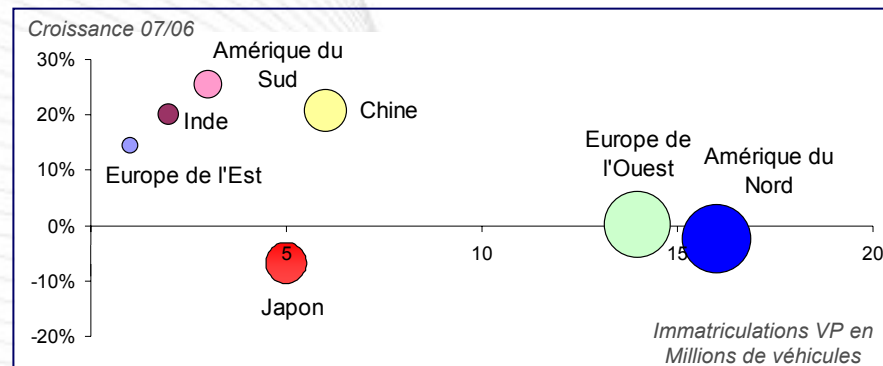 Croissance 07/06
30%
20%
10%
0%
-10%
-20%
Amérique du
Sud
Inde
Chine
Europe de l'Est
Europe de
l'Ouest
Amérique du
Nord
5
10
15
20
Japon
Immatriculations VP en
Millions de véhicules